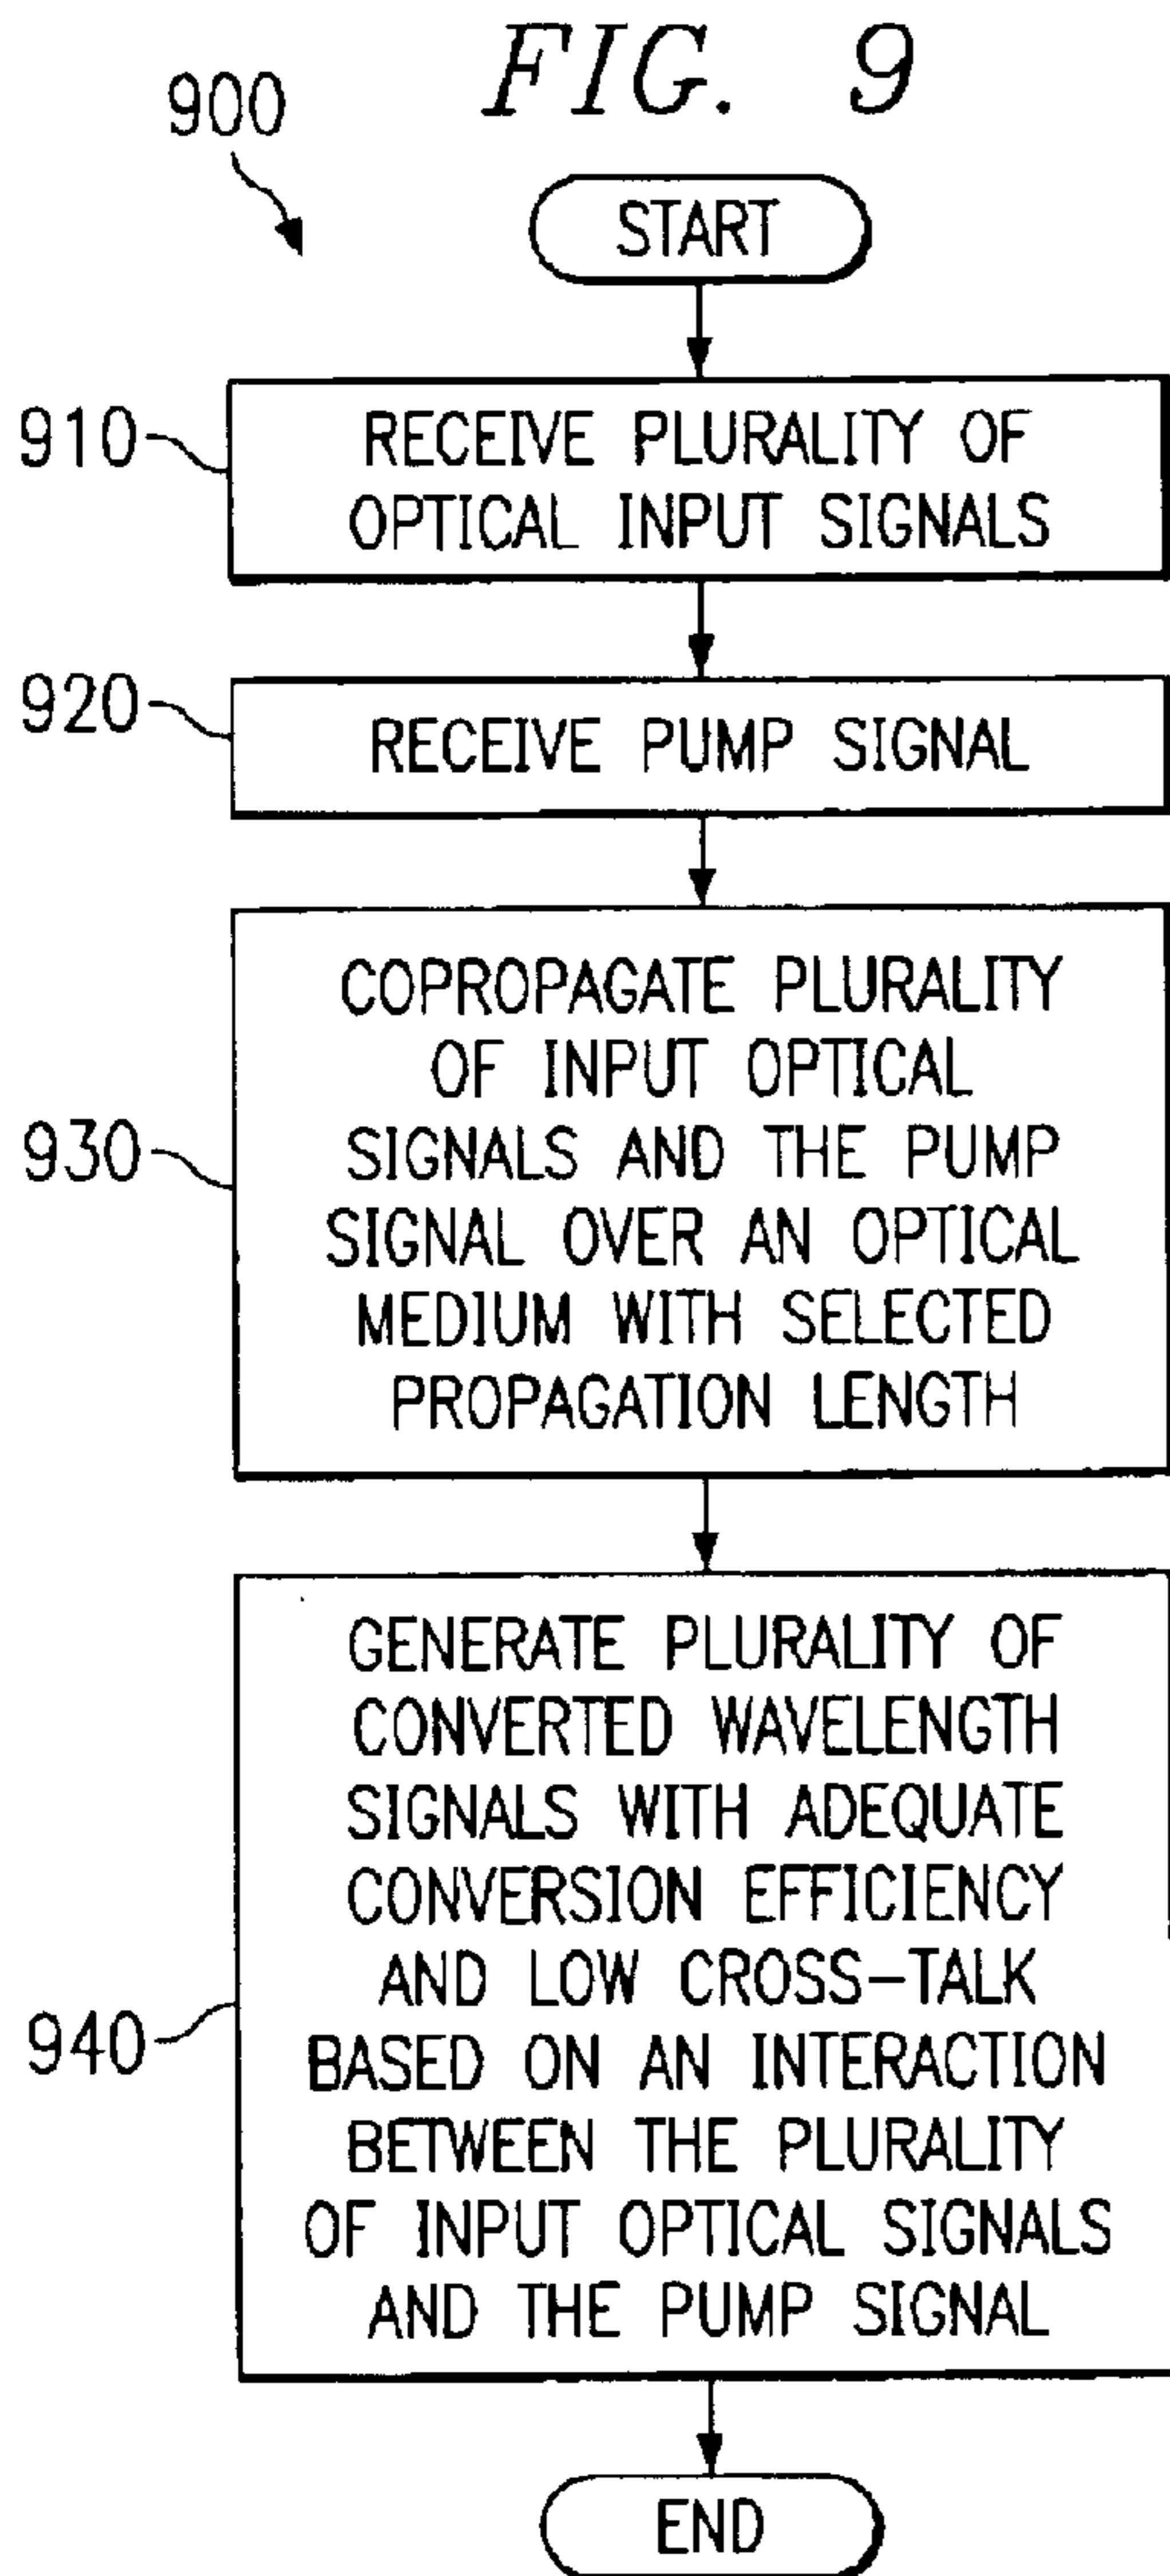 FIG. 9
900
START
910
RECEIVE PLURALITY OF
OPTICAL INPUT SIGNALS
920
RECEIVE PUMP SIGNAL
930
COPROPAGATE PLURALITY
OF INPUT OPTICAL
SIGNALS AND THE PUMP
SIGNAL OVER AN OPTICAL
MEDIUM WITH SELECTED
PROPAGATION LENGTH
940
GENERATE PLURALITY OF
CONVERTED WAVELENGTH
SIGNALS WITH ADEQUATE
CONVERSION EFFICIENCY
AND LOW CROSS-TALK
BASED ON AN INTERACTION
BETWEEN THE PLURALITY
OF INPUT OPTICAL SIGNALS
AND THE PUMP SIGNAL
END